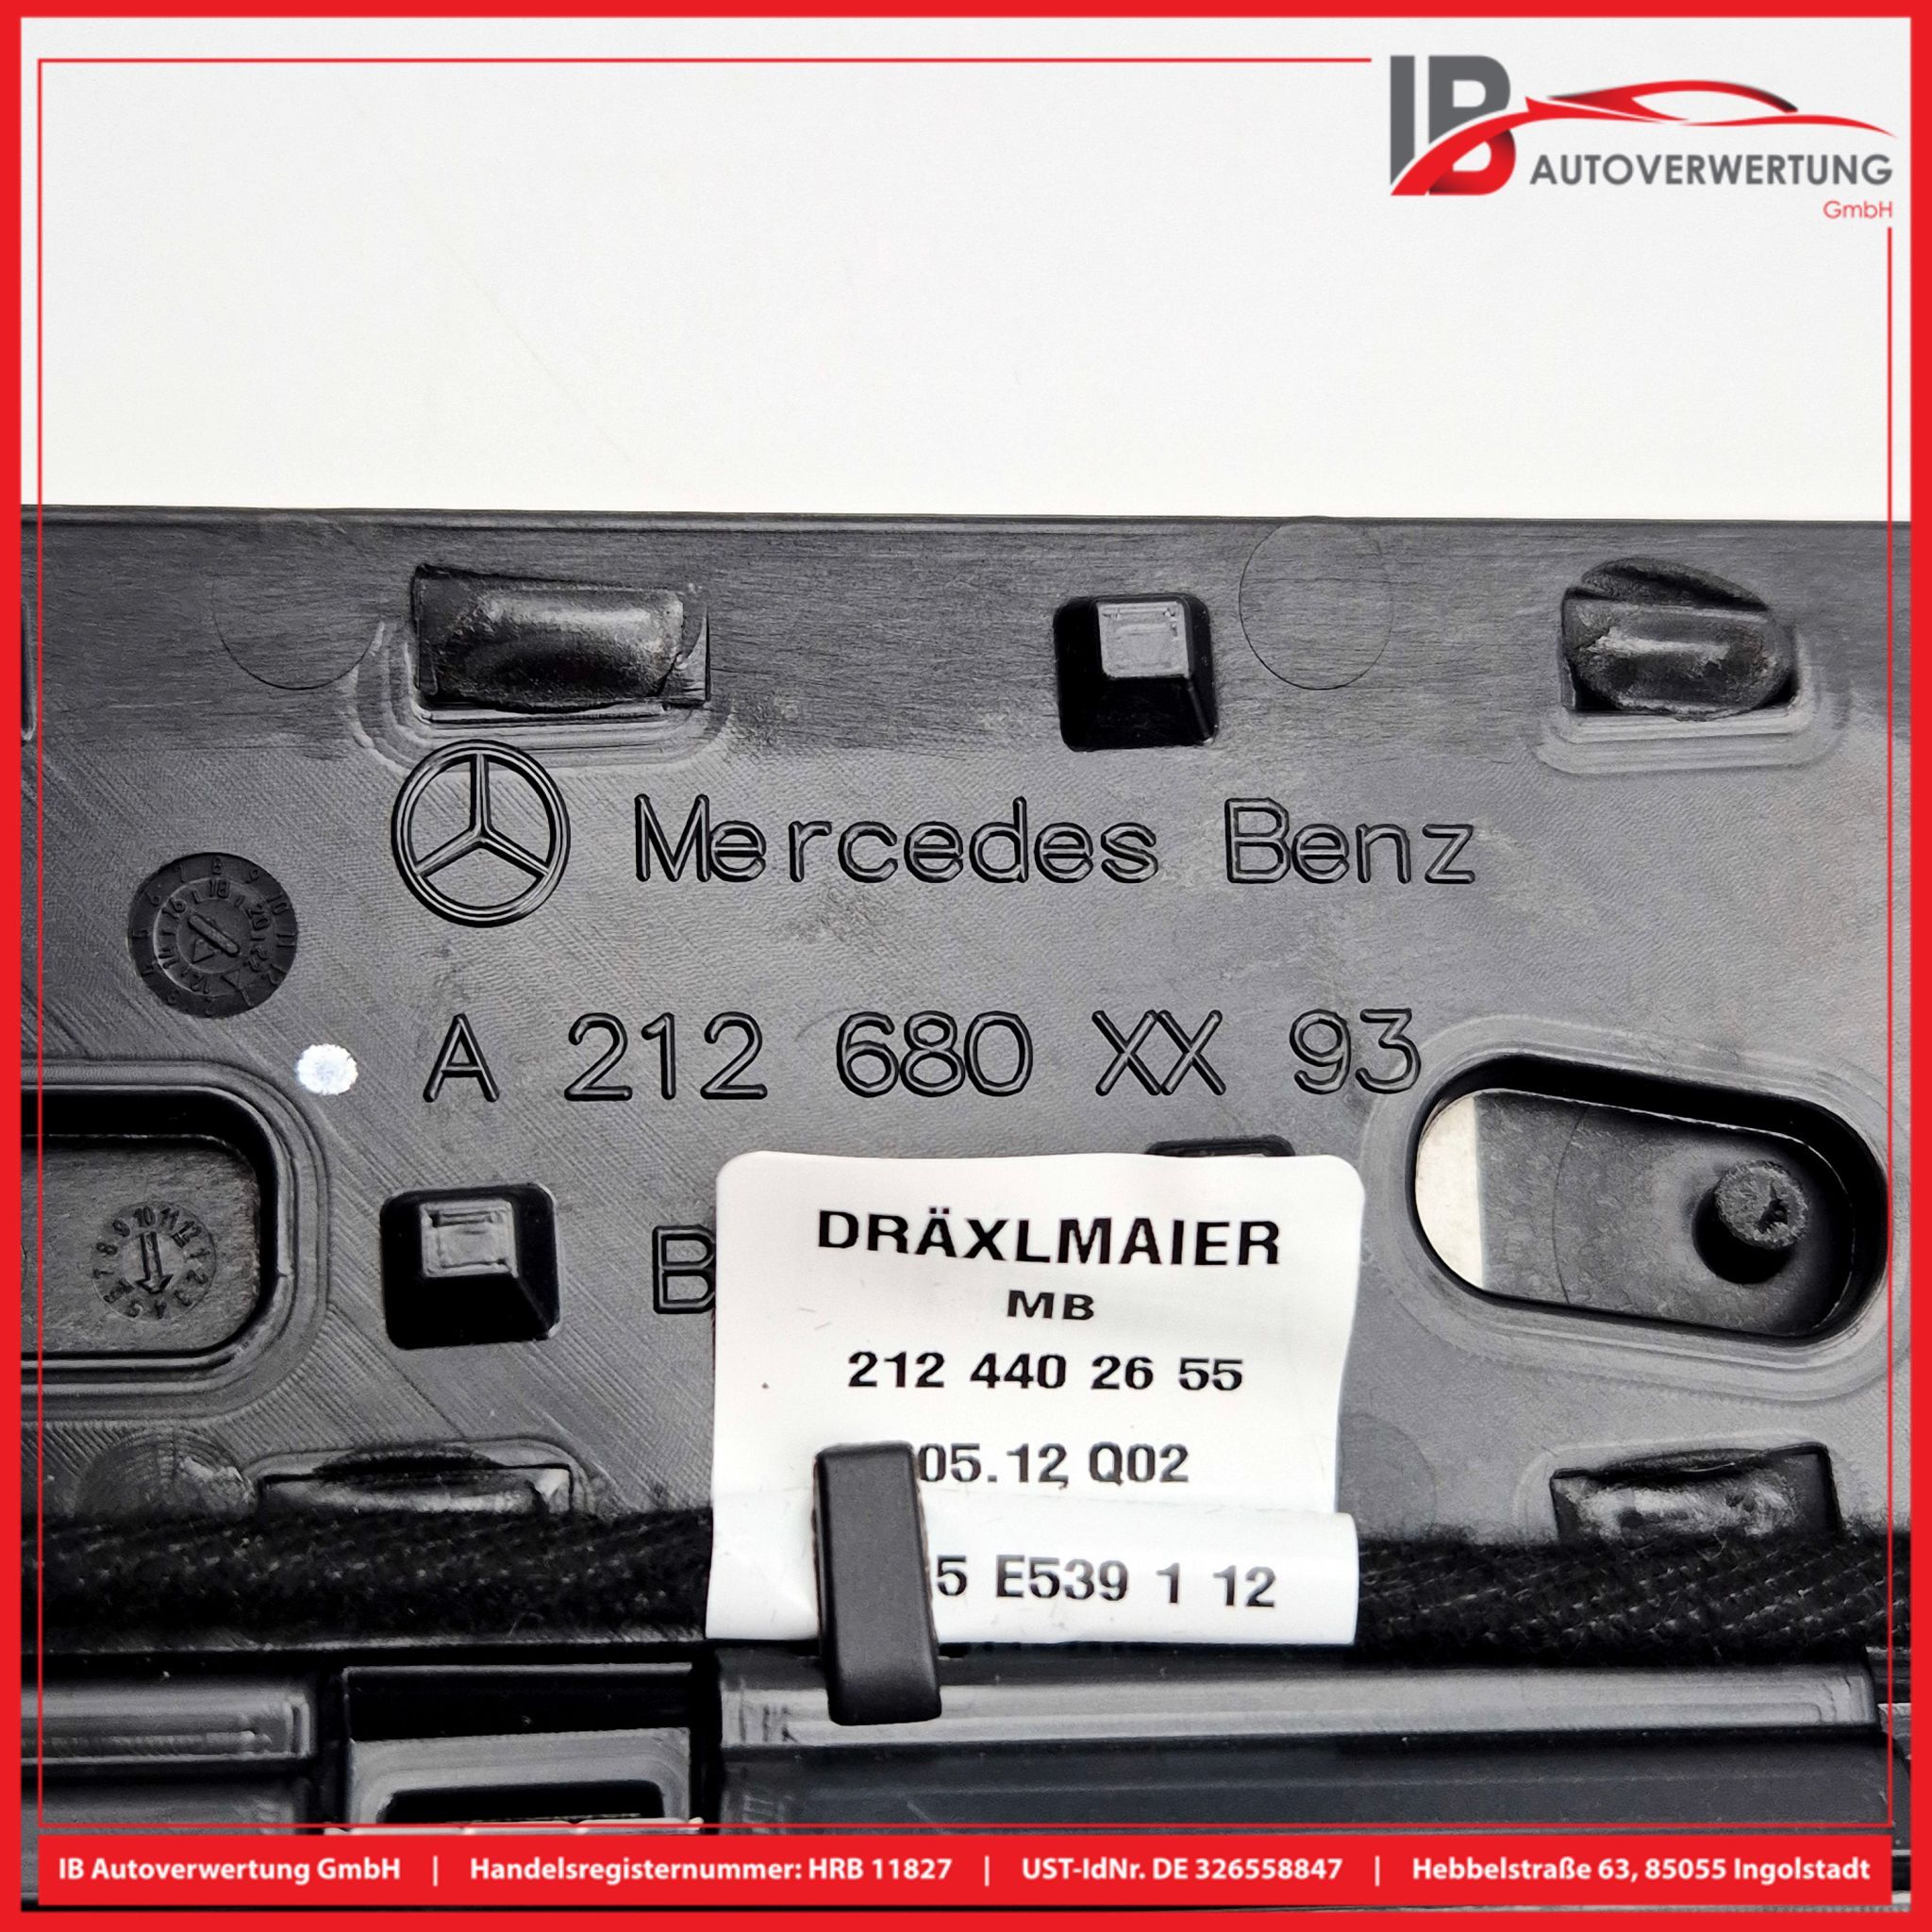 IB
AUTOVERWERTUNG
GmbH
Mercedes Benz
A 212 680 XX 93
B
DRÄXLMAIER
MB
212 440 26 55
05.12 Q02
5 E539 1 12
IB Autoverwertung GmbH | Handelsregisternummer: HRB 11827 | UST-IdNr. DE 326558847 | Hebbelstraße 63, 85055 Ingolstadt